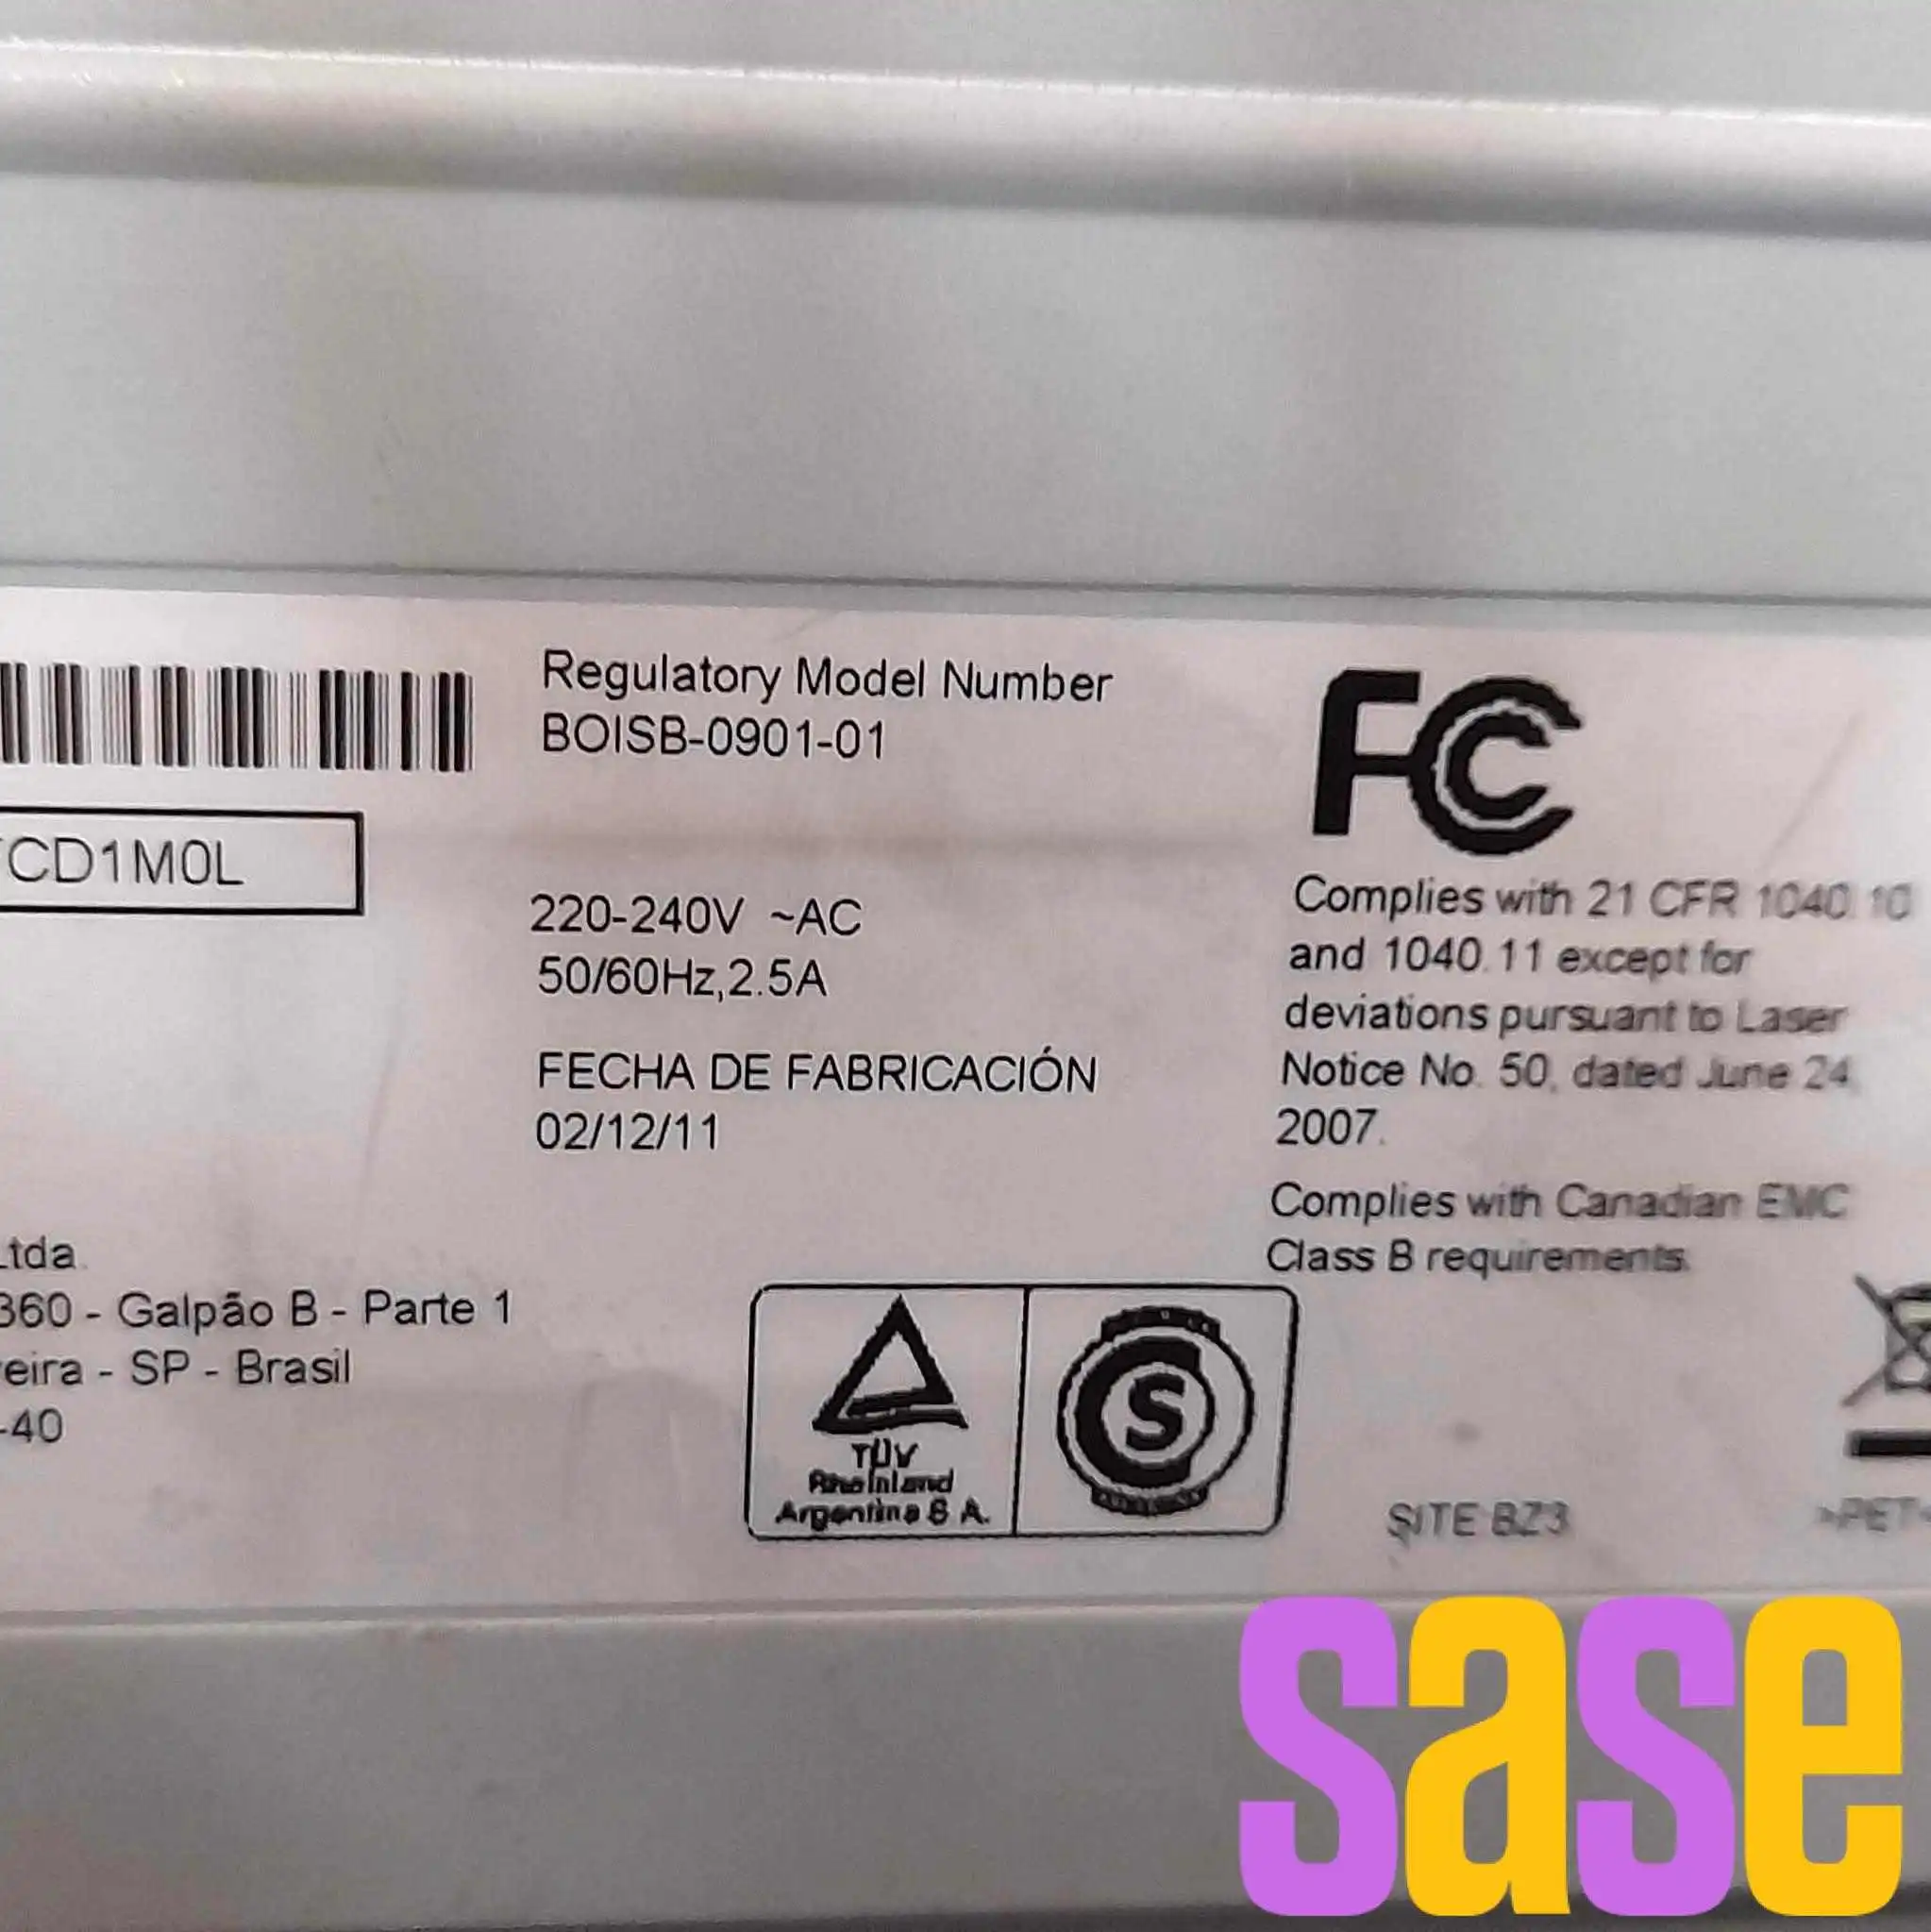 Regulatory Model Number
BOISB-0901-01
CD1M0L
220-240V ~AC
50/60Hz,2.5A
FECHA DE FABRICACIÓN
02/12/11
Ltda.
360 - Galpão B - Parte 1
eira - SP - Brasil
-40
FC
Complies with 21 CFR 1040.10
and 1040.11 except for
deviations pursuant to Laser
Notice No. 50, dated June 24,
2007.
Complies with Canadian EMC
Class B requirements.
TÜV
Rheinland
Argentina S.A.
S
SITE BZ3
>PET<
sase